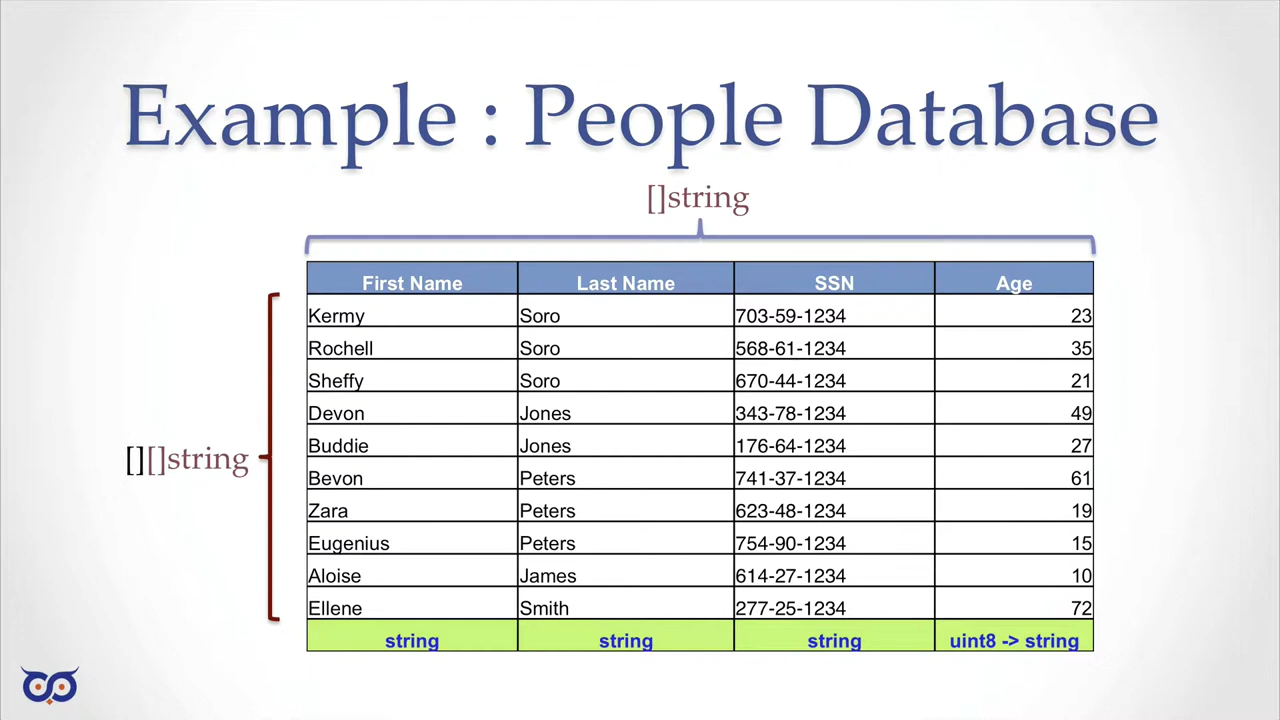 Example : People Database
[]string
First Name Last Name SSN Age
Kermy Soro 703-59-1234 23
Rochell Soro 568-61-1234 35
Sheffy Soro 670-44-1234 21
Devon Jones 343-78-1234 49
Buddie Jones 176-64-1234 27
[][]string
Bevon Peters 741-37-1234 61
Zara Peters 623-48-1234 19
Eugenius Peters 754-90-1234 15
Aloise James 614-27-1234 10
Ellene Smith 277-25-1234 72
string string string uint8 -> string